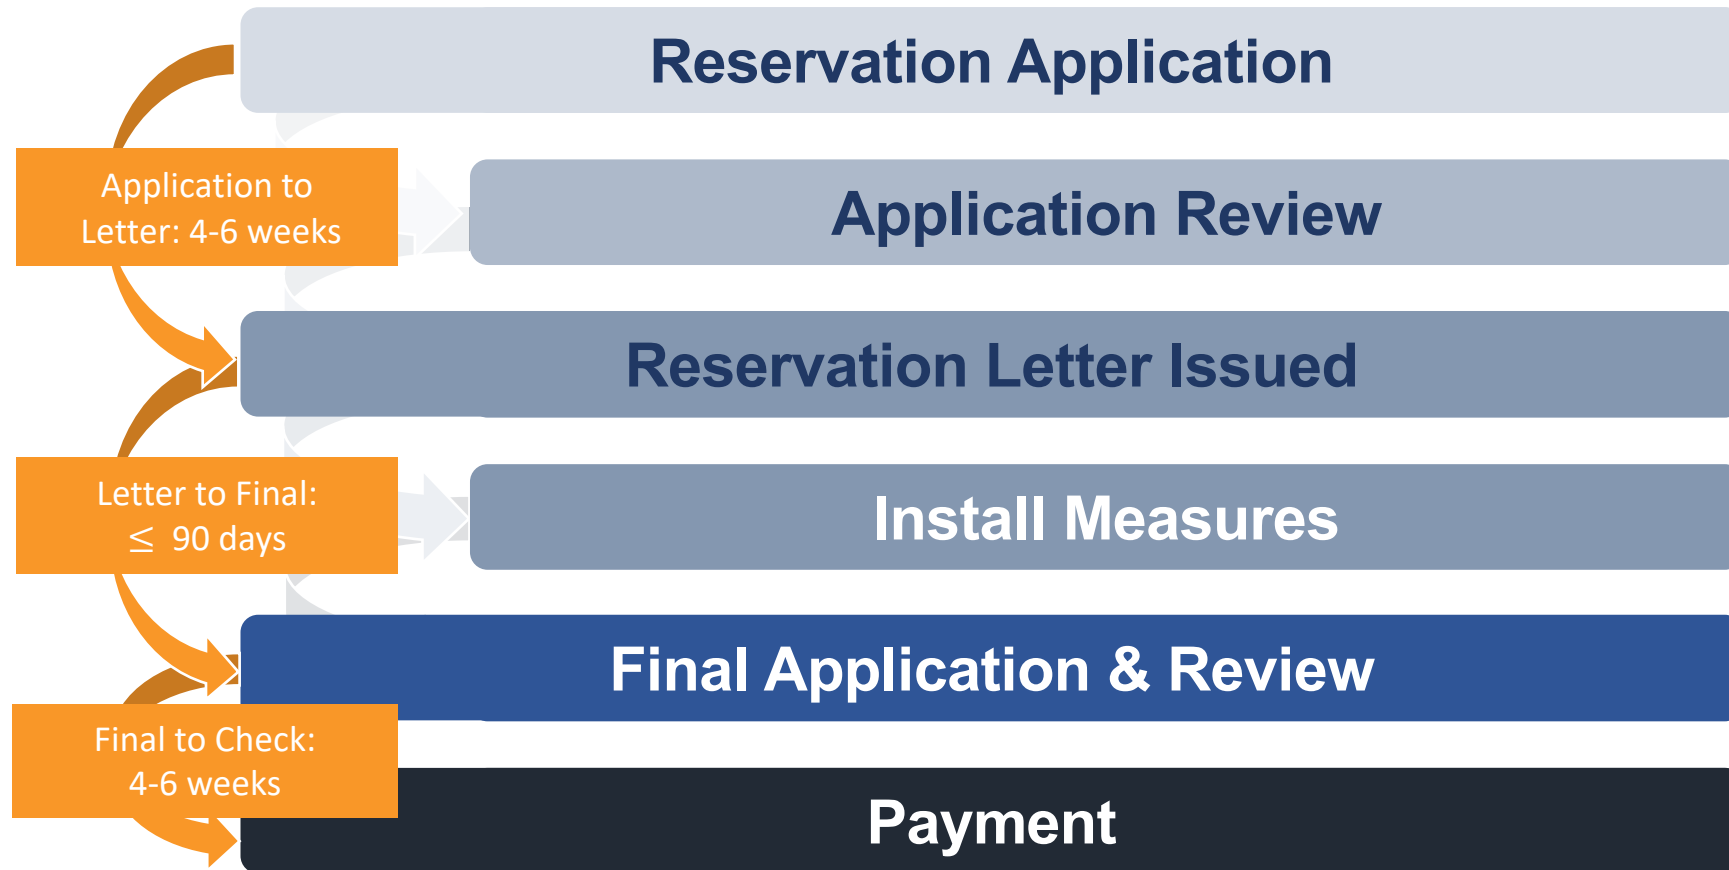 Reservation Application
Application to
Letter: 4-6 weeks
Application Review
Reservation Letter Issued
Letter to Final:
≤ 90 days
Install Measures
Final Application & Review
Final to Check:
4-6 weeks
Payment